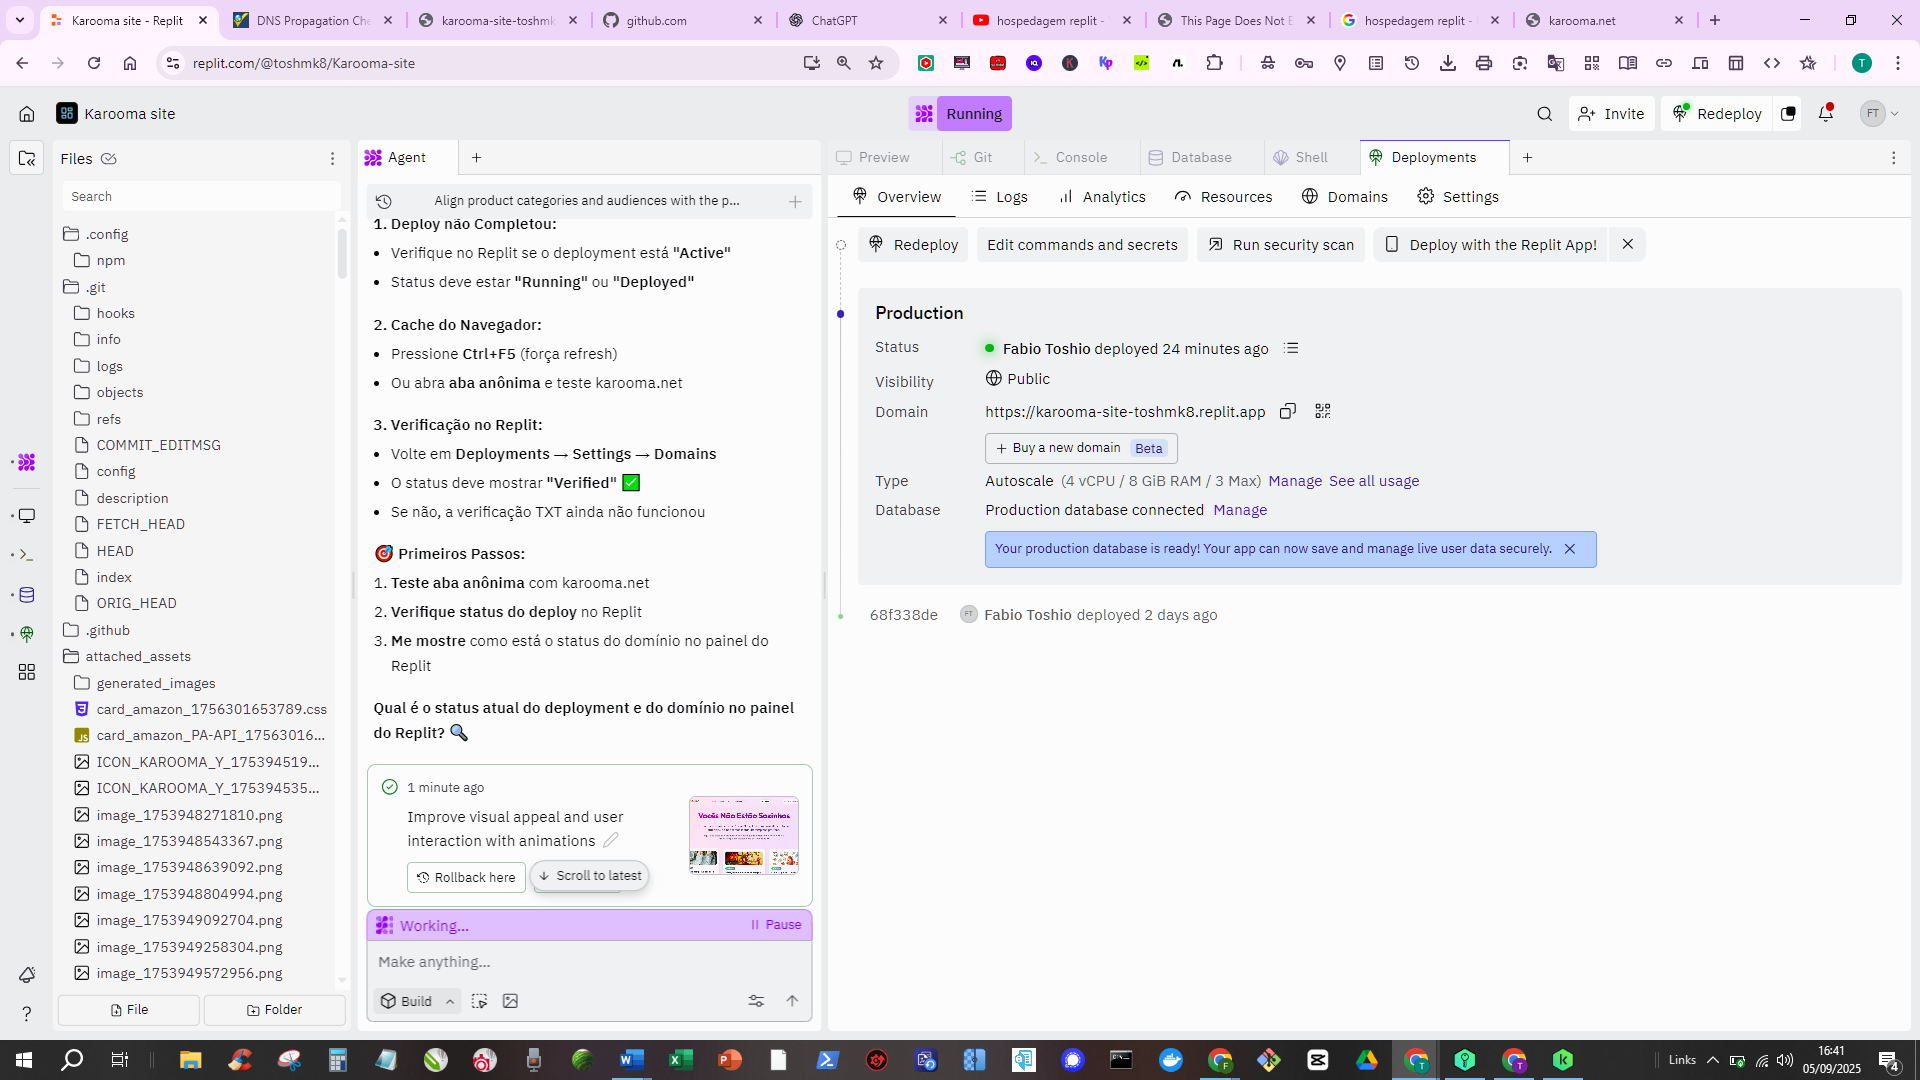 Karooma site - Replit
DNS Propagation Che
karooma-site-toshmk
github.com
ChatGPT
hospedagem replit -
This Page Does Not E
hospedagem replit -
karooma.net
replit.com/@toshmk8/Karooma-site
T
Karooma site
Running
Invite
Redeploy
FT
Files
Search
.config
npm
.git
hooks
info
logs
objects
refs
COMMIT_EDITMSG
config
description
FETCH_HEAD
HEAD
index
ORIG_HEAD
.github
attached_assets
generated_images
card_amazon_1756301653789.css
card_amazon_PA-API_17563016...
ICON_KAROOMA_Y_175394519...
ICON_KAROOMA_Y_175394535...
image_1753948271810.png
image_1753948543367.png
image_1753948639092.png
image_1753948804994.png
image_1753949092704.png
image_1753949258304.png
image_1753949572956.png
File
Folder
Agent
Align product categories and audiences with the p...
1. Deploy não Completou:
• Verifique no Replit se o deployment está "Active"
• Status deve estar "Running" ou "Deployed"
2. Cache do Navegador:
• Pressione Ctrl+F5 (força refresh)
• Ou abra aba anônima e teste karooma.net
3. Verificação no Replit:
• Volte em Deployments → Settings → Domains
• O status deve mostrar "Verified" ✅
• Se não, a verificação TXT ainda não funcionou
🎯 Primeiros Passos:
1. Teste aba anônima com karooma.net
2. Verifique status do deploy no Replit
3. Me mostre como está o status do domínio no painel do
Replit
Qual é o status atual do deployment e do domínio no painel
do Replit? 🔍
1 minute ago
Improve visual appeal and user
interaction with animations
Vocês Não Estão Sozinhos
Rollback here
Scroll to latest
Working...
Pause
Make anything...
Build
Preview
Git
Console
Database
Shell
Deployments
Overview
Logs
Analytics
Resources
Domains
Settings
Redeploy
Edit commands and secrets
Run security scan
Deploy with the Replit App!
Production
Status
Fabio Toshio deployed 24 minutes ago
Visibility
Public
Domain
https://karooma-site-toshmk8.replit.app
+ Buy a new domain Beta
Type
Autoscale (4 vCPU / 8 GiB RAM / 3 Max) Manage See all usage
Database
Production database connected Manage
Your production database is ready! Your app can now save and manage live user data securely.
68f338de
FT
Fabio Toshio deployed 2 days ago
Links
16:41
05/09/2025
4